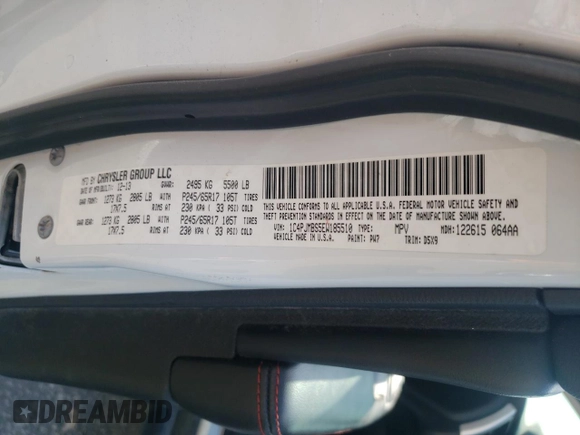 MFD BY CHRYSLER GROUP LLC
DATE OF MFR/BUILT: 12-13 GVWR: 2495 KG 5500 LB
GAWR FRONT: 1273 KG 2805 LB P245/65R17 105T TIRES
17X7.5 RIMS AT 230 KPA ( 33 PSI) COLD
GAWR REAR: 1273 KG 2805 LB P245/65R17 105T TIRES
17X7.5 RIMS AT 230 KPA ( 33 PSI) COLD
THIS VEHICLE CONFORMS TO ALL APPLICABLE U.S.A. FEDERAL MOTOR VEHICLE SAFETY AND
THEFT PREVENTION STANDARDS IN EFFECT ON THE DATE OF MANUFACTURE SHOWN ABOVE.
VIN: 1C4PJMBS5EW185510 TYPE: MPV MDH: 122615 064AA
VEHICLE MADE IN U.S.A. PAINT: PW7 TRIM: D5X9
DREAMBID